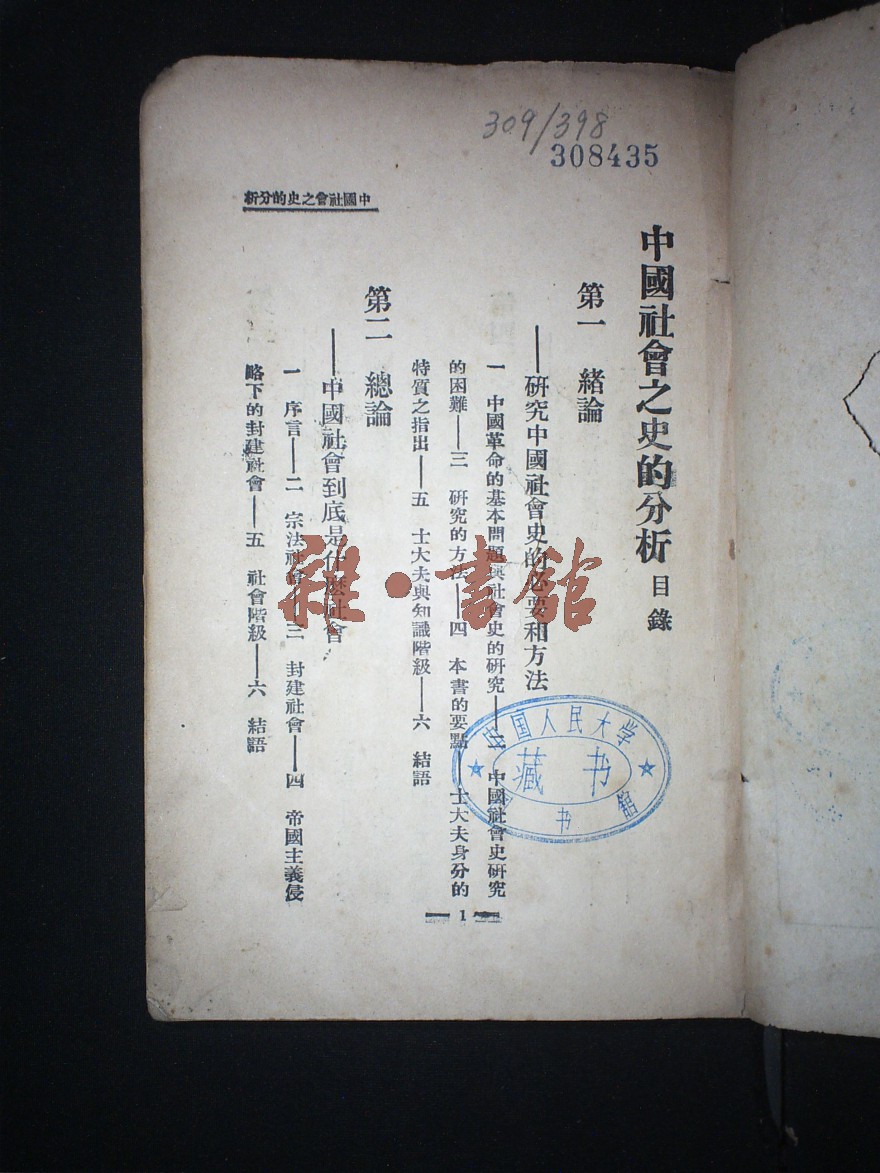 309/398
308435
中國社會之史的分析
中國社會之史的分析 目錄
第一 緒論
——研究中國社會史的必要和方法
一 中國革命的基本問題與社會史的研究——二 中國社會史研究
的困難——三 研究的方法——四 本書的要點 士大夫身分的
特質之指出——五 士大夫與知識階級——六 結語
第二 總論
——中國社會到底是什麼社會
一 序言——二 宗法社會——三 封建社會——四 帝國主義侵
略下的封建社會——五 社會階級——六 結語
1
中国人民大学
藏书
图书舘
雜·書舘